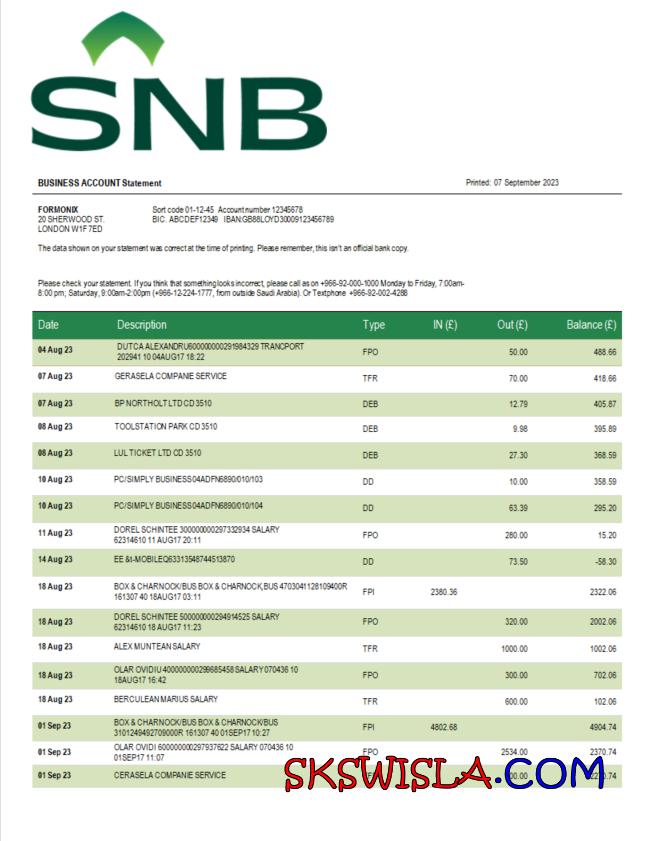 SNB
BUSINESS ACCOUNT Statement Printed: 07 September 2023
FORMONIX Sort code 01-12-45 Account number 12345678
20 SHERWOOD ST. BIC. ABCDEF12349 IBAN:GB88LOYD30009123456789
LONDON W1F 7ED
The data shown on your statement was correct at the time of printing. Please remember, this isn't an official bank copy.
Please check your statement. If you think that something looks incorrect, please call as on +966-92-000-1000 Monday to Friday, 7:00am-
8:00 pm; Saturday, 9:00am-2:00pm (+966-12-224-1777, from outside Saudi Arabia). Or Textphone +966-92-002-4288
Date Description Type IN (£) Out (£) Balance (£)
04 Aug 23 DUTCA ALEXANDRU600000000291984329 TRANCPORT
202941 10 04AUG17 18:22 FPO 50.00 488.66
07 Aug 23 GERASELA COMPANIE SERVICE TFR 70.00 418.66
07 Aug 23 BP NORTHOLT LTD CD 3510 DEB 12.79 405.87
08 Aug 23 TOOLSTATION PARK CD 3510 DEB 9.98 395.89
08 Aug 23 LUL TICKET LTD CD 3510 DEB 27.30 368.59
10 Aug 23 PC/SIMPLY BUSINESS04ADFN6890/010/103 DD 10.00 358.59
10 Aug 23 PC/SIMPLY BUSINESS04ADFN6890/010/104 DD 63.39 295.20
11 Aug 23 DOREL SCHINTEE 300000000297332934 SALARY
62314610 11 AUG17 20:11 FPO 280.00 15.20
14 Aug 23 EE &t-MOBILEQ63313548744513870 DD 73.50 -58.30
18 Aug 23 BOX & CHARNOCK/BUS BOX & CHARNOCK,BUS 4703041128109400R
161307 40 18AUG17 03:11 FPI 2380.36 2322.06
18 Aug 23 DOREL SCHINTEE 500000000294914525 SALARY
62314610 18 AUG17 11:23 FPO 320.00 2002.06
18 Aug 23 ALEX MUNTEAN SALARY TFR 1000.00 1002.06
18 Aug 23 OLAR OVIDIU 400000000299685458 SALARY 070436 10
18AUG17 16:42 FPO 300.00 702.06
18 Aug 23 BERCULEAN MARIUS SALARY TFR 600.00 102.06
01 Sep 23 BOX & CHARNOCK/BUS BOX & CHARNOCK/BUS
3101249492709000R 161307 40 01SEP17 10:27 FPI 4802.68 4904.74
01 Sep 23 OLAR OVIDI 600000000297937622 SALARY 070436 10
01SEP17 11:07 FPO 2534.00 2370.74
01 Sep 23 CERASELA COMPANIE SERVICE
SKSWISLA.COM